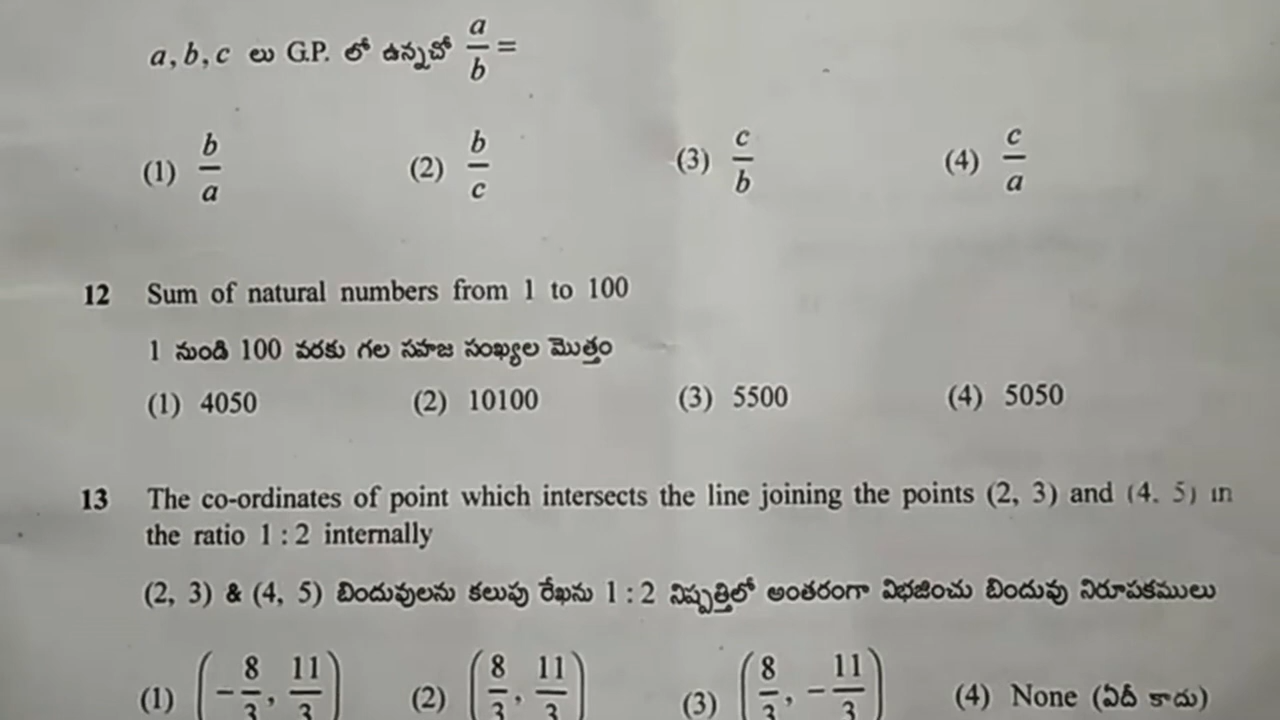 a, b, c లు G.P. లో ఉన్నచో a/b =
(1) b/a (2) b/c (3) c/b (4) c/a
12 Sum of natural numbers from 1 to 100
1 నుండి 100 వరకు గల సహజ సంఖ్యల మొత్తం
(1) 4050 (2) 10100 (3) 5500 (4) 5050
13 The co-ordinates of point which intersects the line joining the points (2, 3) and (4, 5) in
the ratio 1 : 2 internally
(2, 3) & (4, 5) బిందువులను కలుపు రేఖను 1 : 2 నిష్పత్తిలో అంతరంగా విభజించు బిందువు నిరూపకములు
(1) (-8/3, 11/3) (2) (8/3, 11/3) (3) (8/3, -11/3) (4) None (ఏదీ కాదు)